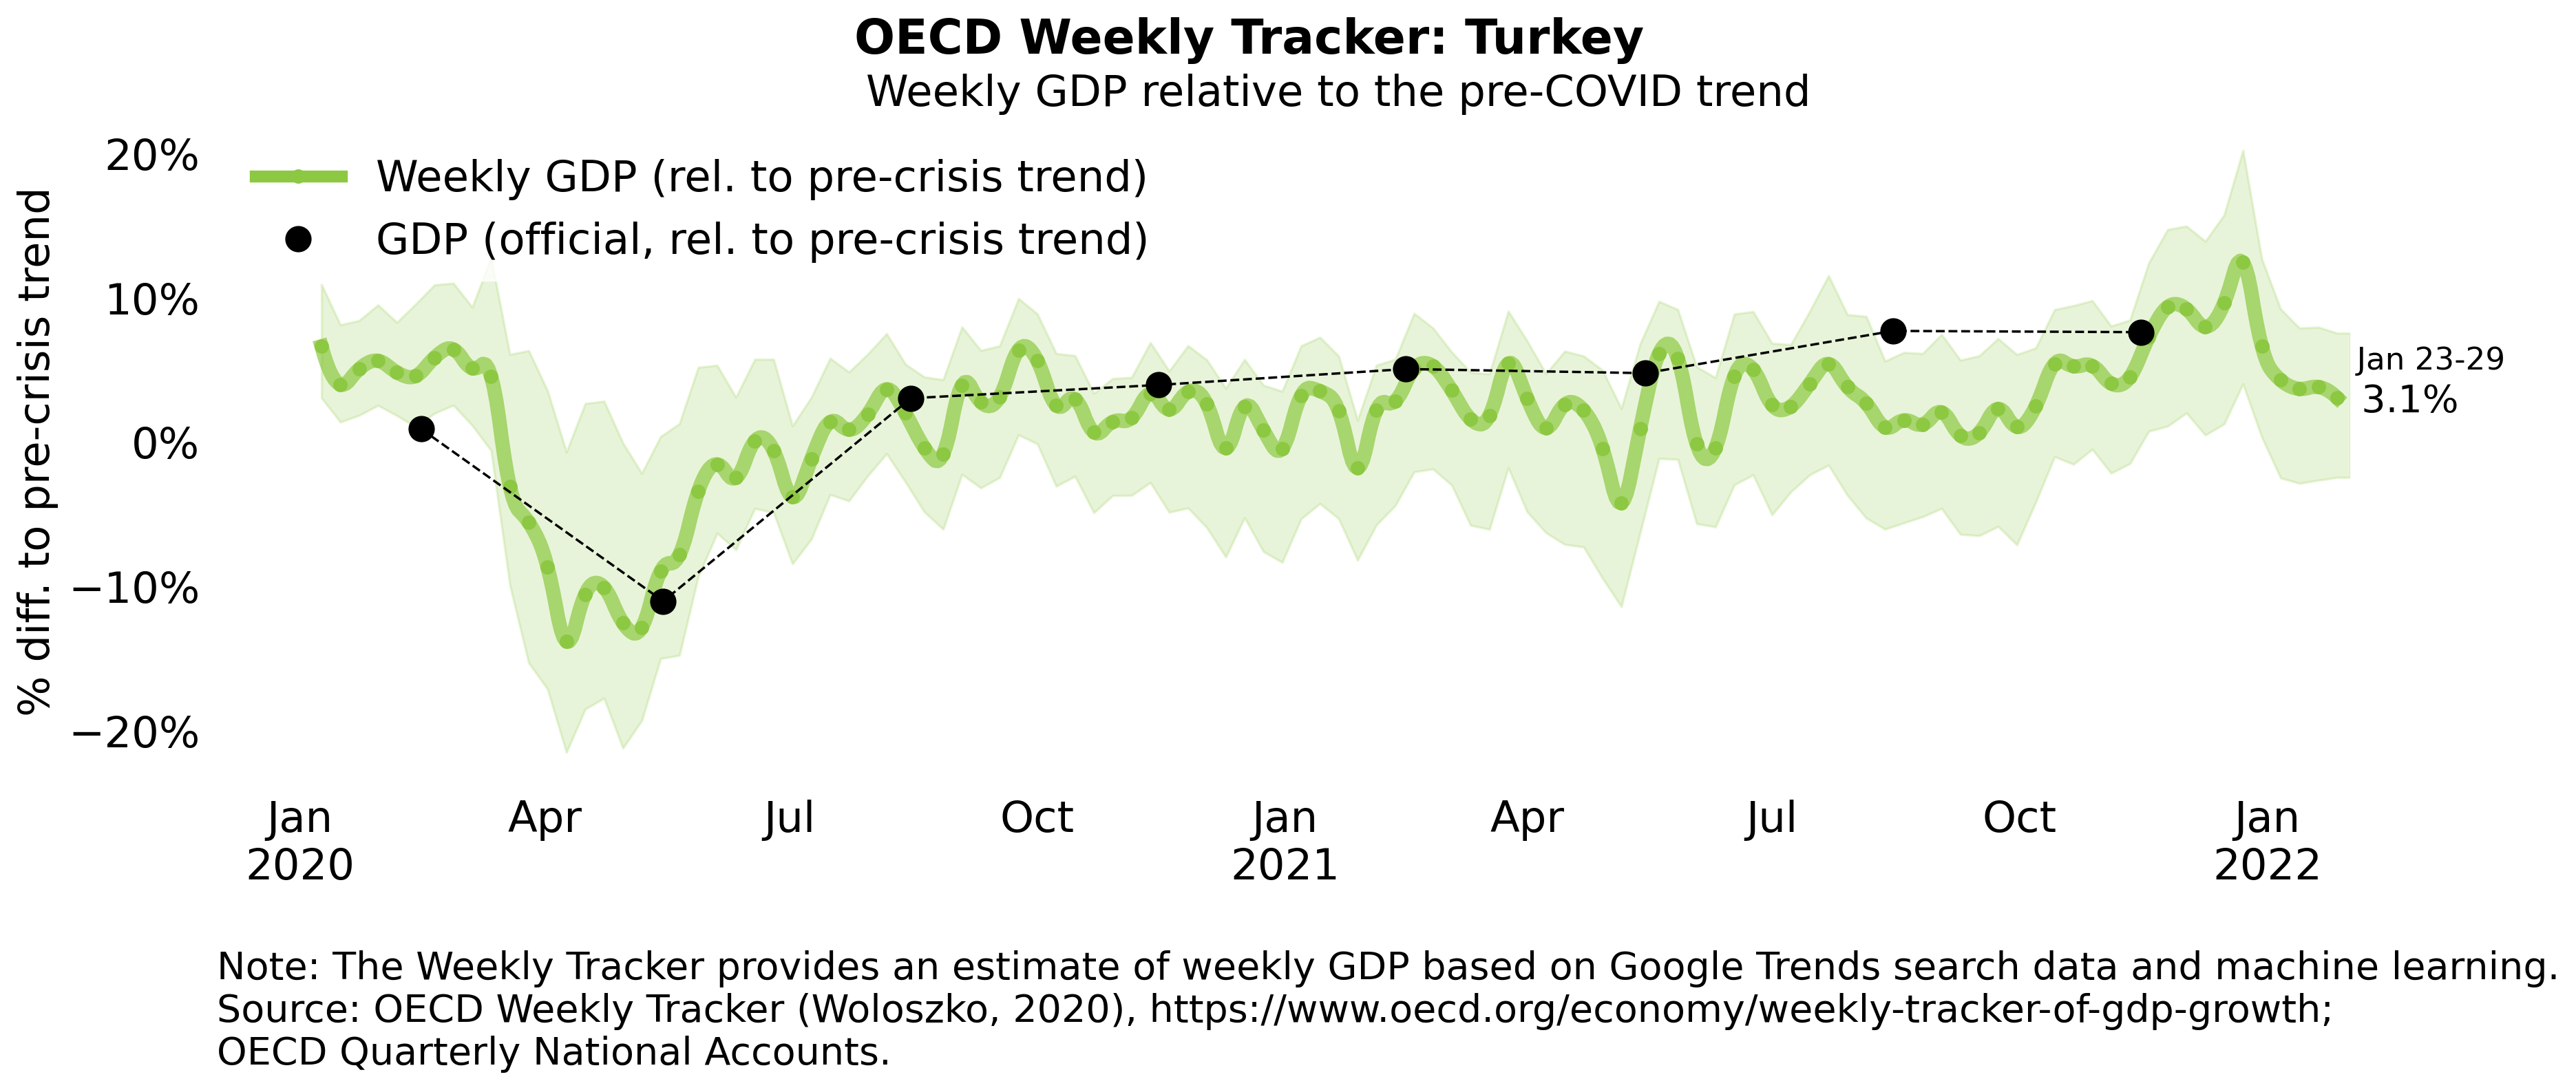 OECD Weekly Tracker: Turkey
Weekly GDP relative to the pre-COVID trend
% diff. to pre-crisis trend
20%
10%
0%
−10%
−20%
Weekly GDP (rel. to pre-crisis trend)
GDP (official, rel. to pre-crisis trend)
Jan 23-29
3.1%
Jan Apr Jul Oct Jan Apr Jul Oct Jan
2020 2021 2022
Note: The Weekly Tracker provides an estimate of weekly GDP based on Google Trends search data and machine learning.
Source: OECD Weekly Tracker (Woloszko, 2020), https://www.oecd.org/economy/weekly-tracker-of-gdp-growth;
OECD Quarterly National Accounts.